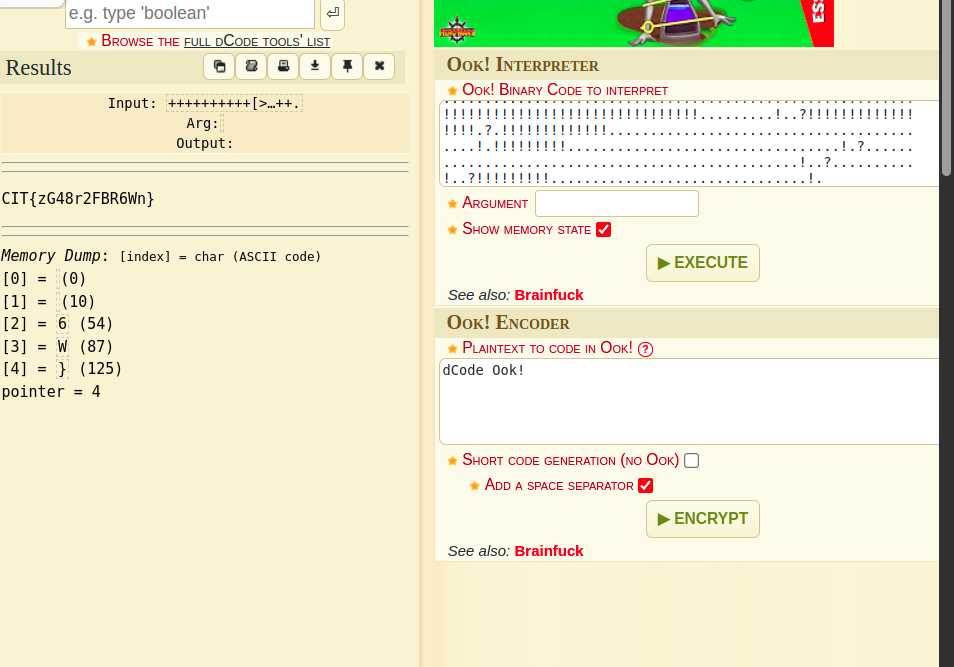 e.g. type 'boolean'
★ Browse the full dCode tools' list
Results
Input: ++++++++++[>…++.
Arg:
Output:
CIT{zG48r2FBR6Wn}
Memory Dump: [index] = char (ASCII code)
[0] = (0)
[1] = (10)
[2] = 6 (54)
[3] = W (87)
[4] = } (125)
pointer = 4
ESS
Ook! Interpreter
★ Ook! Binary Code to interpret
!!!!!!!!!!!!!!!!!!!!!!!!!!!!!!!.........!..?!!!!!!!!!!!!!
!!!!.?.!!!!!!!!!!!!!.....................................
....!.!!!!!!!!!.................................!.?......
...........................................!..?..........
!..?!!!!!!!!!...............................!.
★ Argument
★ Show memory state
▶ EXECUTE
See also: Brainfuck
Ook! Encoder
★ Plaintext to code in Ook! ?
dCode Ook!
★ Short code generation (no Ook)
★ Add a space separator
▶ ENCRYPT
See also: Brainfuck